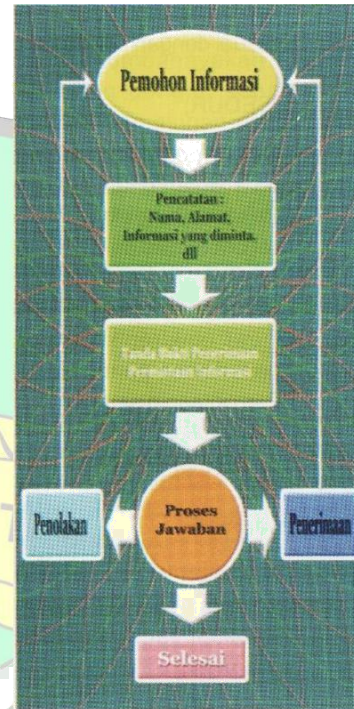 Pemohon Informasi
Pencatatan :
Nama, Alamat,
Informasi yang diminta,
dll
Tanda Bukti Penerimaan
Permintaan Informasi
Penolakan
Proses
Jawaban
Penerimaan
Selesai